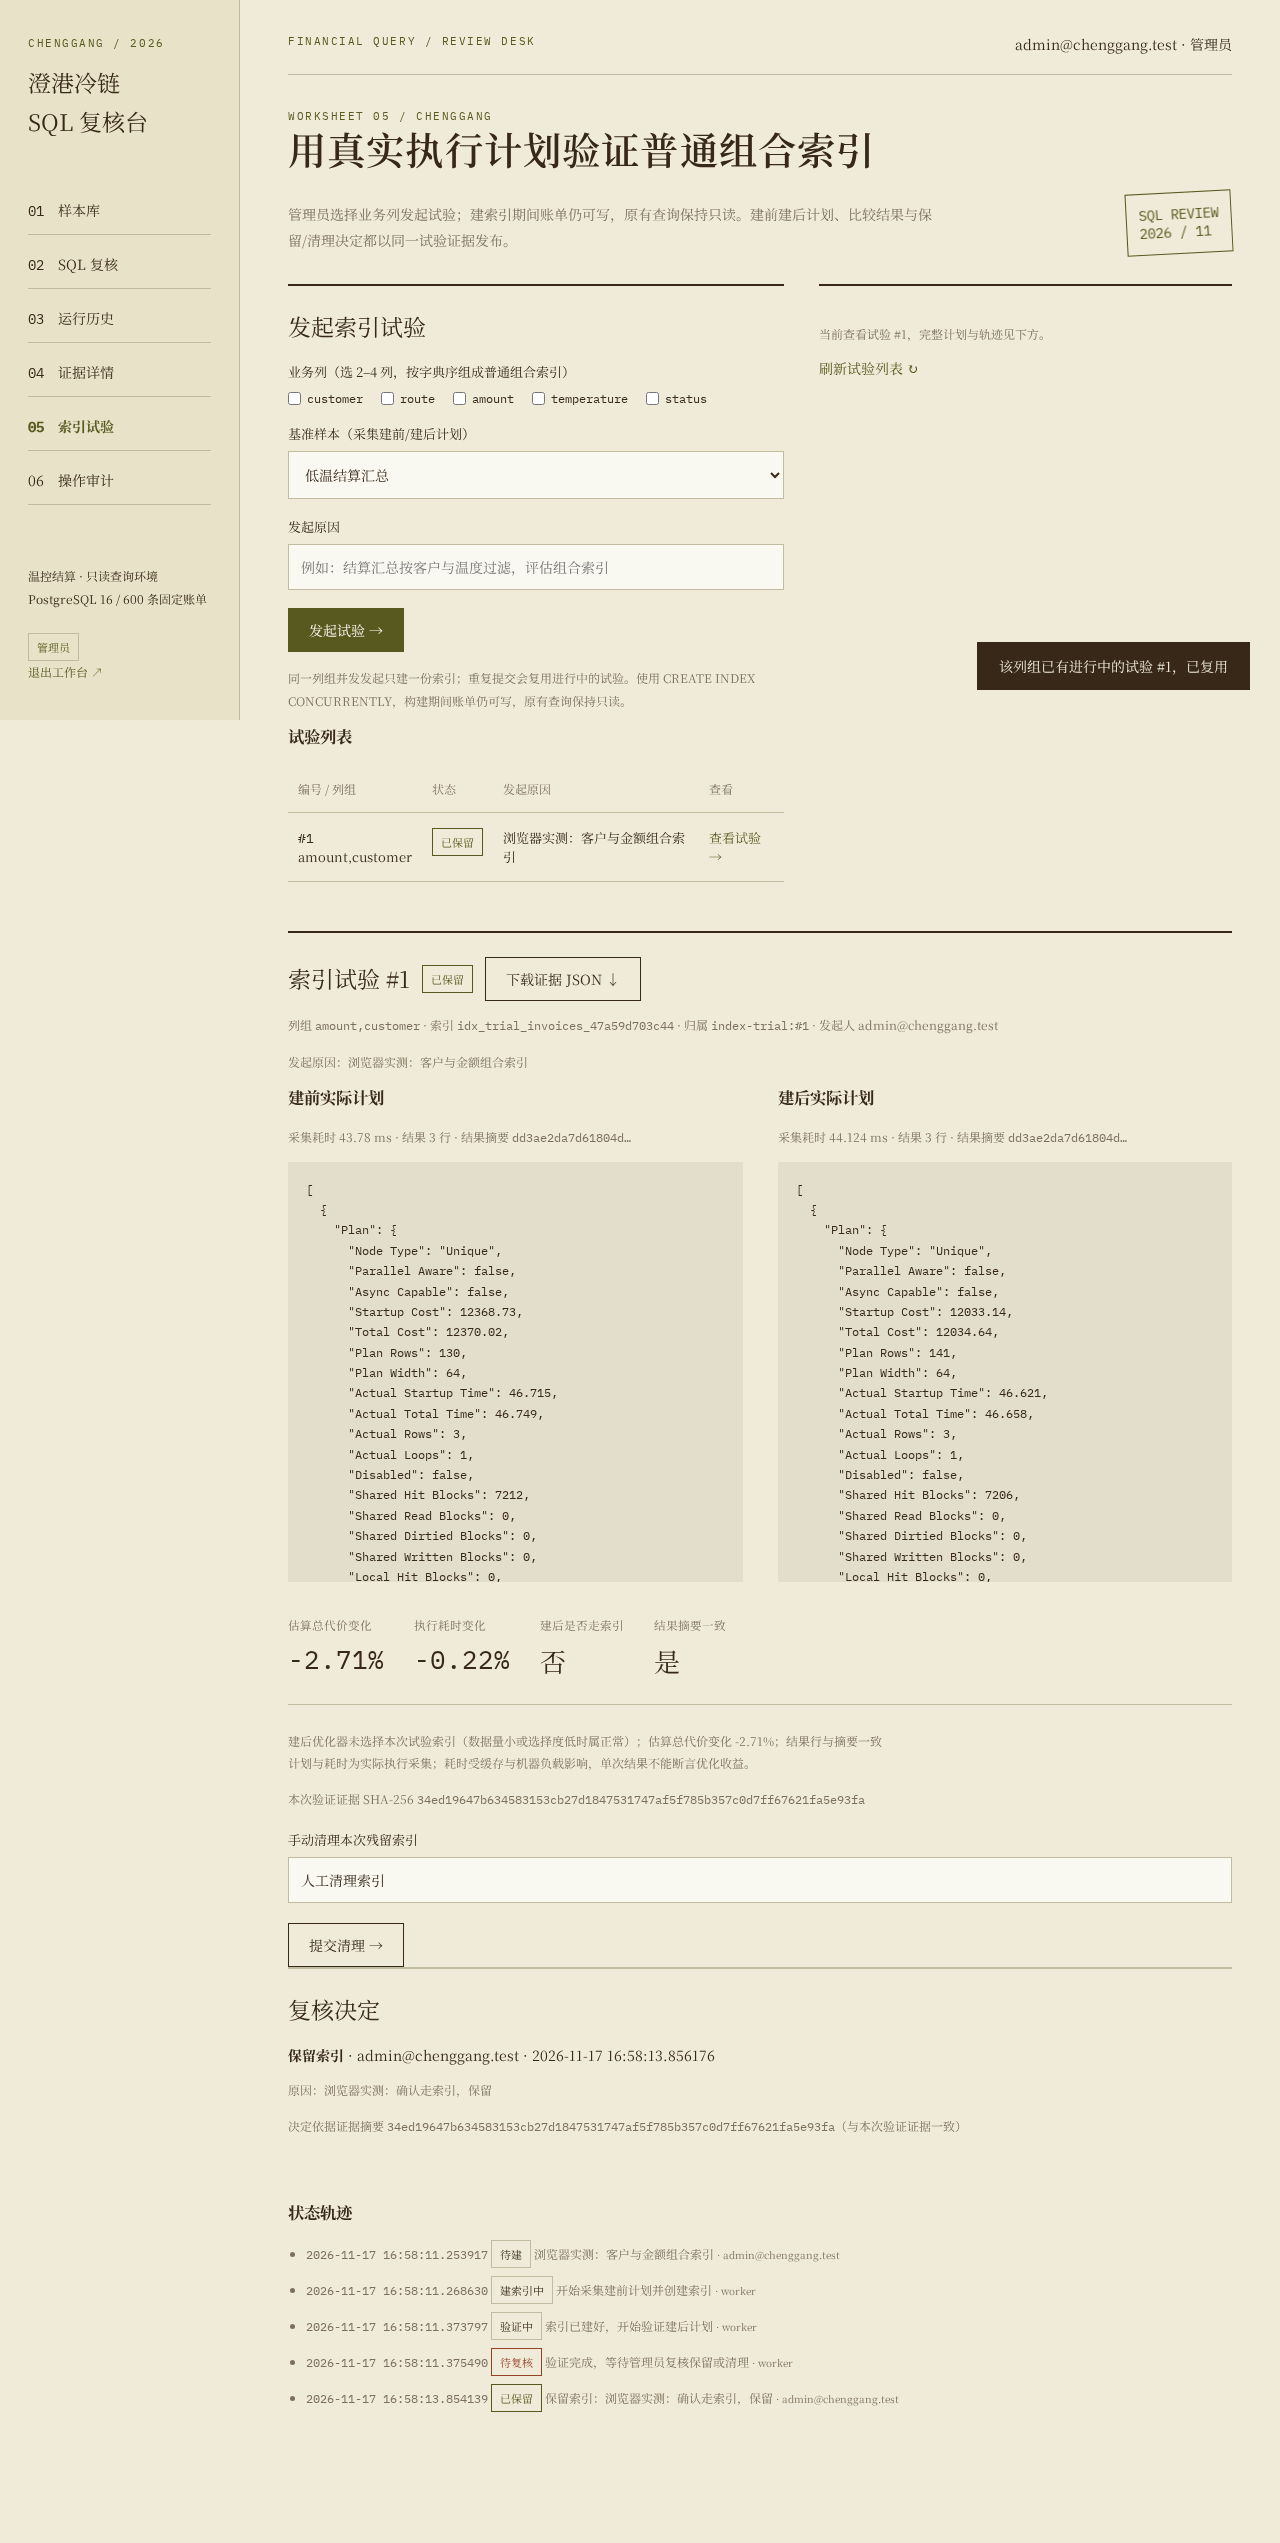 CHENGGANG / 2026
澄港冷链
SQL 复核台
01 样本库
02 SQL 复核
03 运行历史
04 证据详情
05 索引试验
06 操作审计
温控结算 · 只读查询环境
PostgreSQL 16 / 600 条固定账单
管理员
退出工作台 ↗
FINANCIAL QUERY / REVIEW DESK
admin@chenggang.test · 管理员
WORKSHEET 05 / CHENGGANG
用真实执行计划验证普通组合索引
管理员选择业务列发起试验；建索引期间账单仍可写，原有查询保持只读。建前建后计划、比较结果与保
留/清理决定都以同一试验证据发布。
SQL REVIEW
2026 / 11
发起索引试验
业务列（选 2–4 列，按字典序组成普通组合索引）
customer route amount temperature status
基准样本（采集建前/建后计划）
低温结算汇总
发起原因
例如：结算汇总按客户与温度过滤，评估组合索引
发起试验 →
同一列组并发发起只建一份索引；重复提交会复用进行中的试验。使用 CREATE INDEX
CONCURRENTLY，构建期间账单仍可写，原有查询保持只读。
当前查看试验 #1，完整计划与轨迹见下方。
刷新试验列表 ↻
该列组已有进行中的试验 #1，已复用
试验列表
编号 / 列组 状态 发起原因 查看
#1
amount,customer
已保留
浏览器实测：客户与金额组合索
引
查看试验
→
索引试验 #1 已保留 下载证据 JSON ↓
列组 amount,customer · 索引 idx_trial_invoices_47a59d703c44 · 归属 index-trial:#1 · 发起人 admin@chenggang.test
发起原因：浏览器实测：客户与金额组合索引
建前实际计划
采集耗时 43.78 ms · 结果 3 行 · 结果摘要 dd3ae2da7d61804d…
[
{
"Plan": {
"Node Type": "Unique",
"Parallel Aware": false,
"Async Capable": false,
"Startup Cost": 12368.73,
"Total Cost": 12370.02,
"Plan Rows": 130,
"Plan Width": 64,
"Actual Startup Time": 46.715,
"Actual Total Time": 46.749,
"Actual Rows": 3,
"Actual Loops": 1,
"Disabled": false,
"Shared Hit Blocks": 7212,
"Shared Read Blocks": 0,
"Shared Dirtied Blocks": 0,
"Shared Written Blocks": 0,
"Local Hit Blocks": 0,
建后实际计划
采集耗时 44.124 ms · 结果 3 行 · 结果摘要 dd3ae2da7d61804d…
[
{
"Plan": {
"Node Type": "Unique",
"Parallel Aware": false,
"Async Capable": false,
"Startup Cost": 12033.14,
"Total Cost": 12034.64,
"Plan Rows": 141,
"Plan Width": 64,
"Actual Startup Time": 46.621,
"Actual Total Time": 46.658,
"Actual Rows": 3,
"Actual Loops": 1,
"Disabled": false,
"Shared Hit Blocks": 7206,
"Shared Read Blocks": 0,
"Shared Dirtied Blocks": 0,
"Shared Written Blocks": 0,
"Local Hit Blocks": 0,
估算总代价变化 执行耗时变化 建后是否走索引 结果摘要一致
-2.71% -0.22% 否 是
建后优化器未选择本次试验索引（数据量小或选择度低时属正常）；估算总代价变化 -2.71%；结果行与摘要一致
计划与耗时为实际执行采集；耗时受缓存与机器负载影响，单次结果不能断言优化收益。
本次验证证据 SHA-256 34ed19647b634583153cb27d1847531747af5f785b357c0d7ff67621fa5e93fa
手动清理本次残留索引
人工清理索引
提交清理 →
复核决定
保留索引 · admin@chenggang.test · 2026-11-17 16:58:13.856176
原因：浏览器实测：确认走索引，保留
决定依据证据摘要 34ed19647b634583153cb27d1847531747af5f785b357c0d7ff67621fa5e93fa（与本次验证证据一致）
状态轨迹
2026-11-17 16:58:11.253917 待建 浏览器实测：客户与金额组合索引 · admin@chenggang.test
2026-11-17 16:58:11.268630 建索引中 开始采集建前计划并创建索引 · worker
2026-11-17 16:58:11.373797 验证中 索引已建好，开始验证建后计划 · worker
2026-11-17 16:58:11.375490 待复核 验证完成，等待管理员复核保留或清理 · worker
2026-11-17 16:58:13.854139 已保留 保留索引：浏览器实测：确认走索引，保留 · admin@chenggang.test